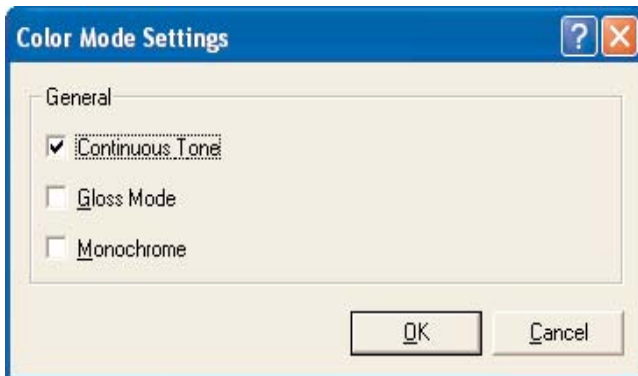 Color Mode Settings
?
General
Continuous Tone
Gloss Mode
Monochrome
OK
Cancel